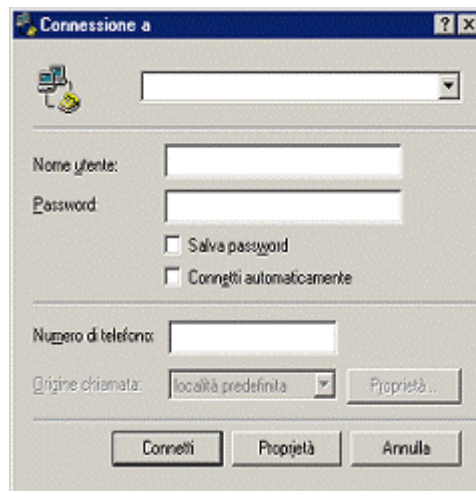 Connessione a
Nome utente:
Password:
Salva password
Connetti automaticamente
Numero di telefono:
Origine chiamata: località predefinita Proprietà...
Connetti Proprietà Annulla